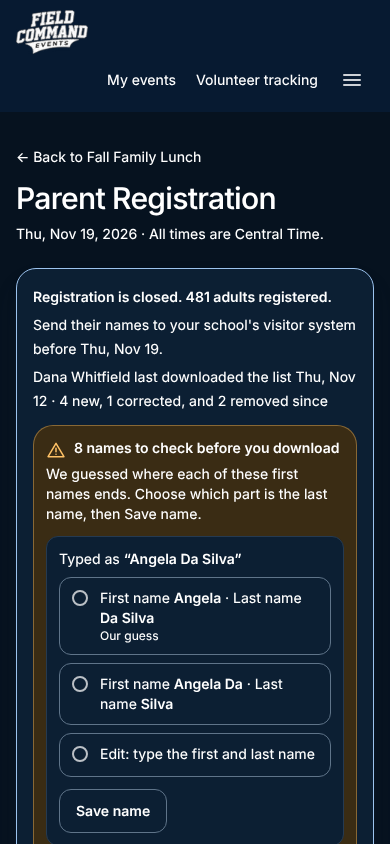 FIELD
COMMAND
EVENTS
My events
Volunteer tracking
← Back to Fall Family Lunch
Parent Registration
Thu, Nov 19, 2026 · All times are Central Time.
Registration is closed. 481 adults registered.
Send their names to your school's visitor system
before Thu, Nov 19.
Dana Whitfield last downloaded the list Thu, Nov
12 · 4 new, 1 corrected, and 2 removed since
8 names to check before you download
We guessed where each of these first
names ends. Choose which part is the last
name, then Save name.
Typed as “Angela Da Silva”
First name Angela · Last name
Da Silva
Our guess
First name Angela Da · Last
name Silva
Edit: type the first and last name
Save name